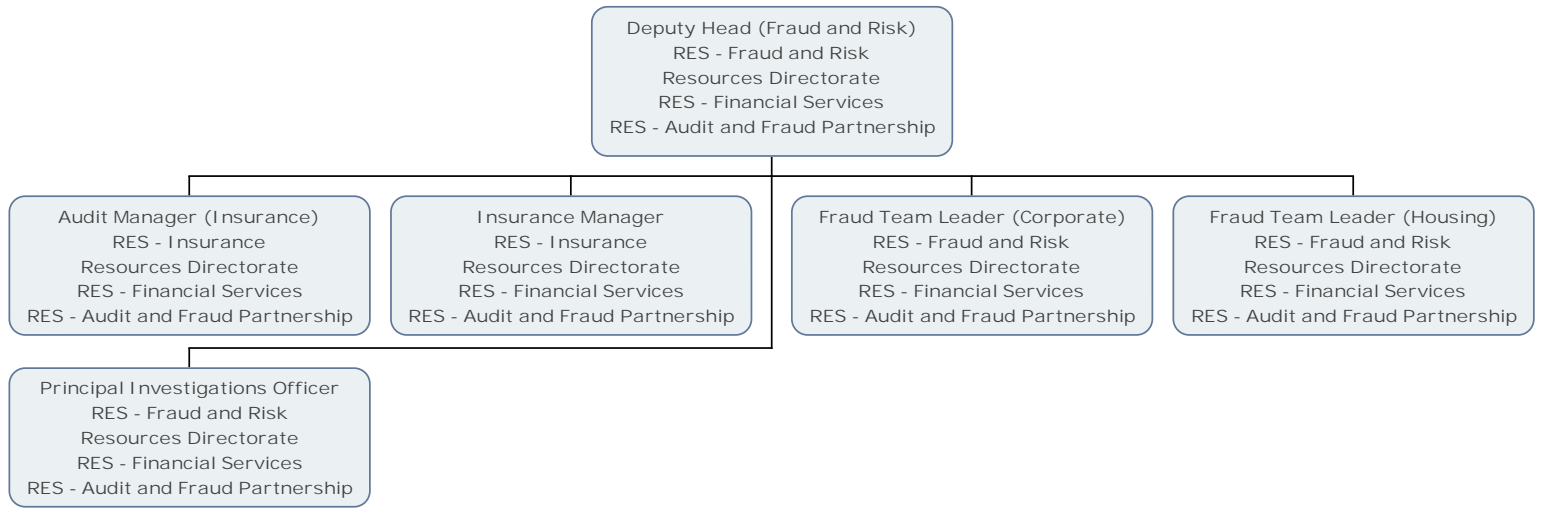 Deputy Head (Fraud and Risk)
RES - Fraud and Risk
Resources Directorate
RES - Financial Services
RES - Audit and Fraud Partnership
Audit Manager (Insurance)
RES - Insurance
Resources Directorate
RES - Financial Services
RES - Audit and Fraud Partnership
Insurance Manager
RES - Insurance
Resources Directorate
RES - Financial Services
RES - Audit and Fraud Partnership
Fraud Team Leader (Corporate)
RES - Fraud and Risk
Resources Directorate
RES - Financial Services
RES - Audit and Fraud Partnership
Fraud Team Leader (Housing)
RES - Fraud and Risk
Resources Directorate
RES - Financial Services
RES - Audit and Fraud Partnership
Principal Investigations Officer
RES - Fraud and Risk
Resources Directorate
RES - Financial Services
RES - Audit and Fraud Partnership